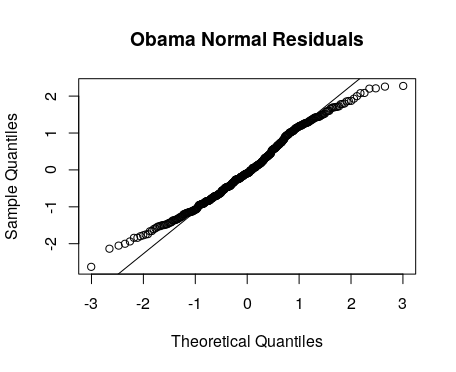 Obama Normal Residuals
Sample Quantiles
2
1
0
-1
-2
-3 -2 -1 0 1 2 3
Theoretical Quantiles